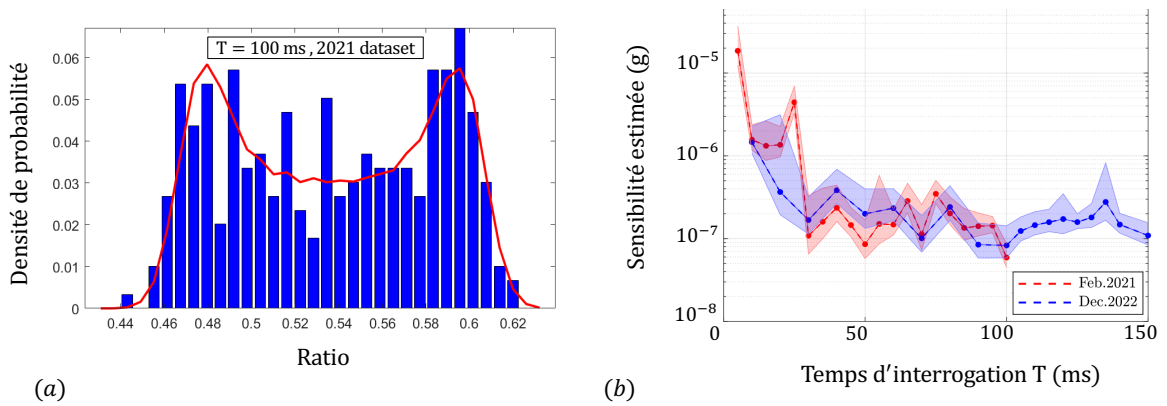 T = 100 ms , 2021 dataset
Densité de probabilité
0.06
0.05
0.04
0.03
0.02
0.01
0
0.44 0.46 0.48 0.5 0.52 0.54 0.56 0.58 0.6 0.62
Ratio
(a)
Sensibilité estimée (g)
10⁻⁵
10⁻⁶
10⁻⁷
10⁻⁸
Feb.2021
Dec.2022
0 50 100 150
Temps d'interrogation T (ms)
(b)